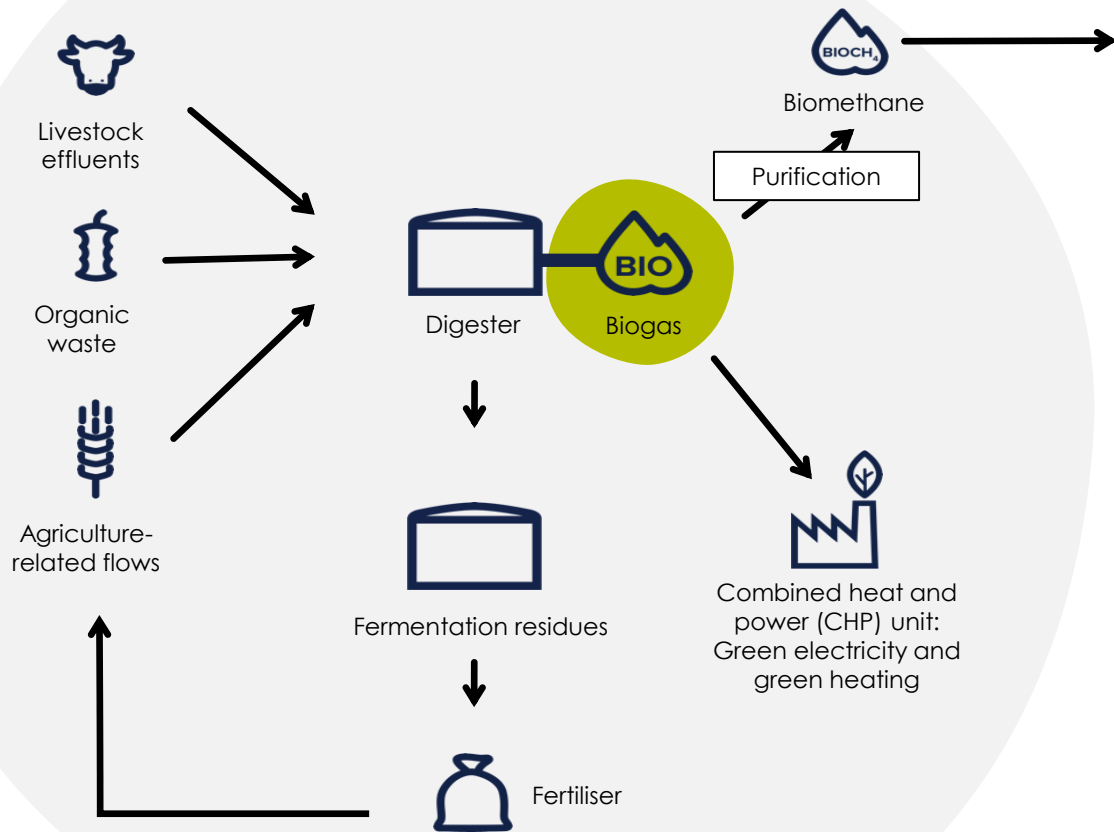 Livestock
effluents
Organic
waste
Agriculture-
related flows
Digester
BIO
Biogas
Purification
BIOCH4
Biomethane
Fermentation residues
Fertiliser
Combined heat and
power (CHP) unit:
Green electricity and
green heating